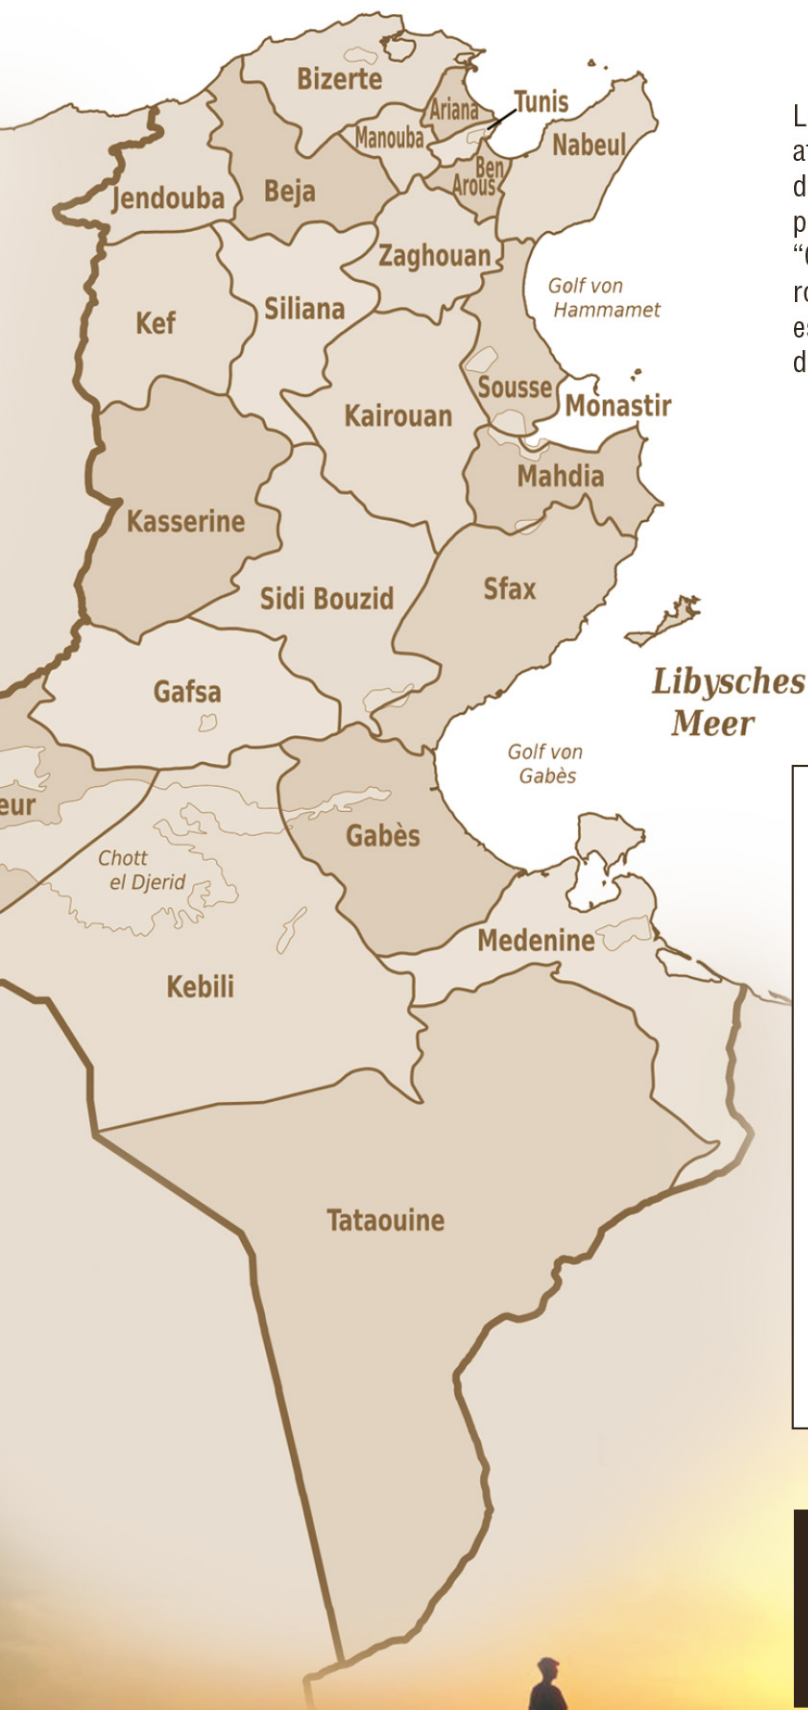 Bizerte
Ariana
Tunis
Manouba
Nabeul
Ben
Arous
Jendouba
Beja
Zaghouan
Golf von
Hammamet
Siliana
Kef
Sousse
Monastir
Kairouan
Mahdia
Kasserine
Sfax
Sidi Bouzid
Libysches
Meer
Gafsa
Golf von
Gabès
eur
Gabès
Chott
el Djerid
Medenine
Kebili
Tataouine